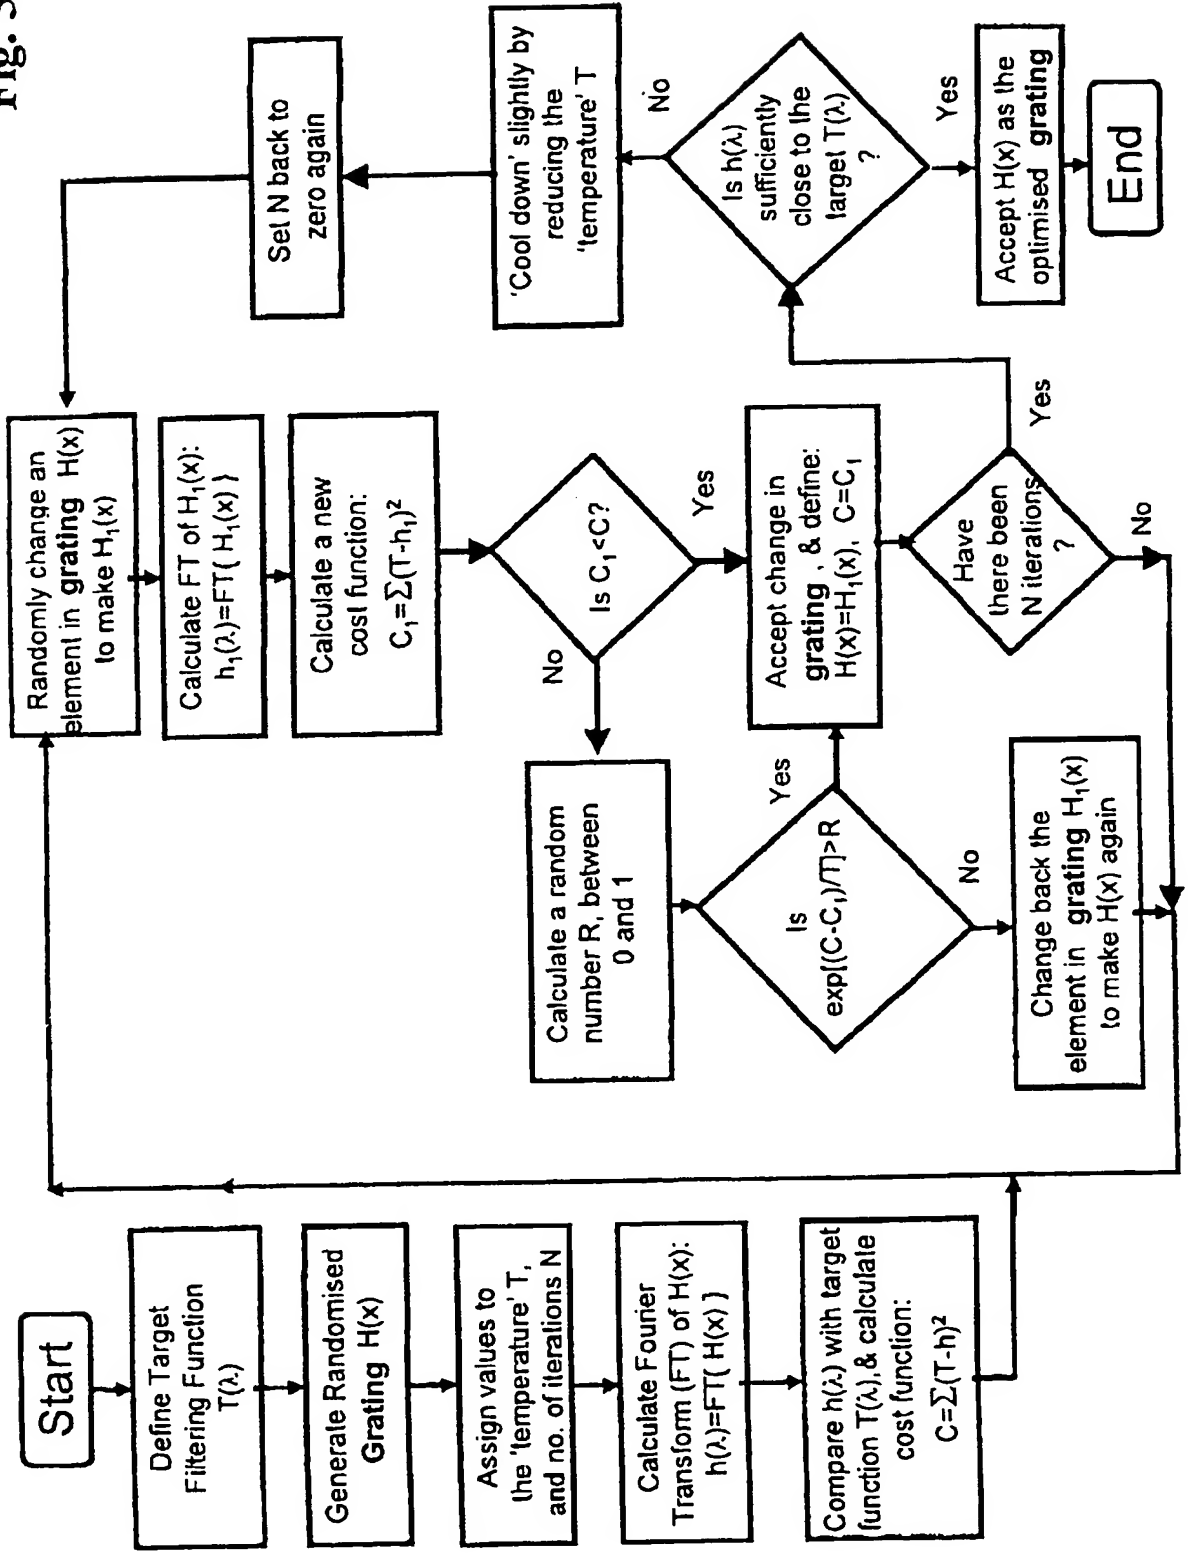 Fig.
Start
Define Target
Filtering Function
T(λ)
Generate Randomised
Grating H(x)
Assign values to
the 'temperature' T,
and no. of iterations N
Calculate Fourier
Transform (FT) of H(x):
h(λ)=FT{ H(x) }
Compare h(λ) with target
function T(λ),& calculate
cost function:
C=Σ(T-h)²
Randomly change an
element in grating H(x)
to make H₁(x)
Calculate FT of H₁(x):
h₁(λ)=FT{ H₁(x) }
Calculate a new
cost function:
C₁=Σ(T-h₁)²
Is C₁<C?
No
Yes
Calculate a random
number R, between
0 and 1
Is
exp[(C-C₁)/T]>R
Yes
No
Change back the
element in grating H₁(x)
to make H(x) again
Accept change in
grating , & define:
H(x)=H₁(x), C=C₁
Have
there been
N iterations
?
No
Yes
Is h(λ)
sufficiently
close to the
target T(λ)
?
No
Yes
'Cool down' slightly by
reducing the
'temperature' T
Set N back to
zero again
Accept H(x) as the
optimised grating
End